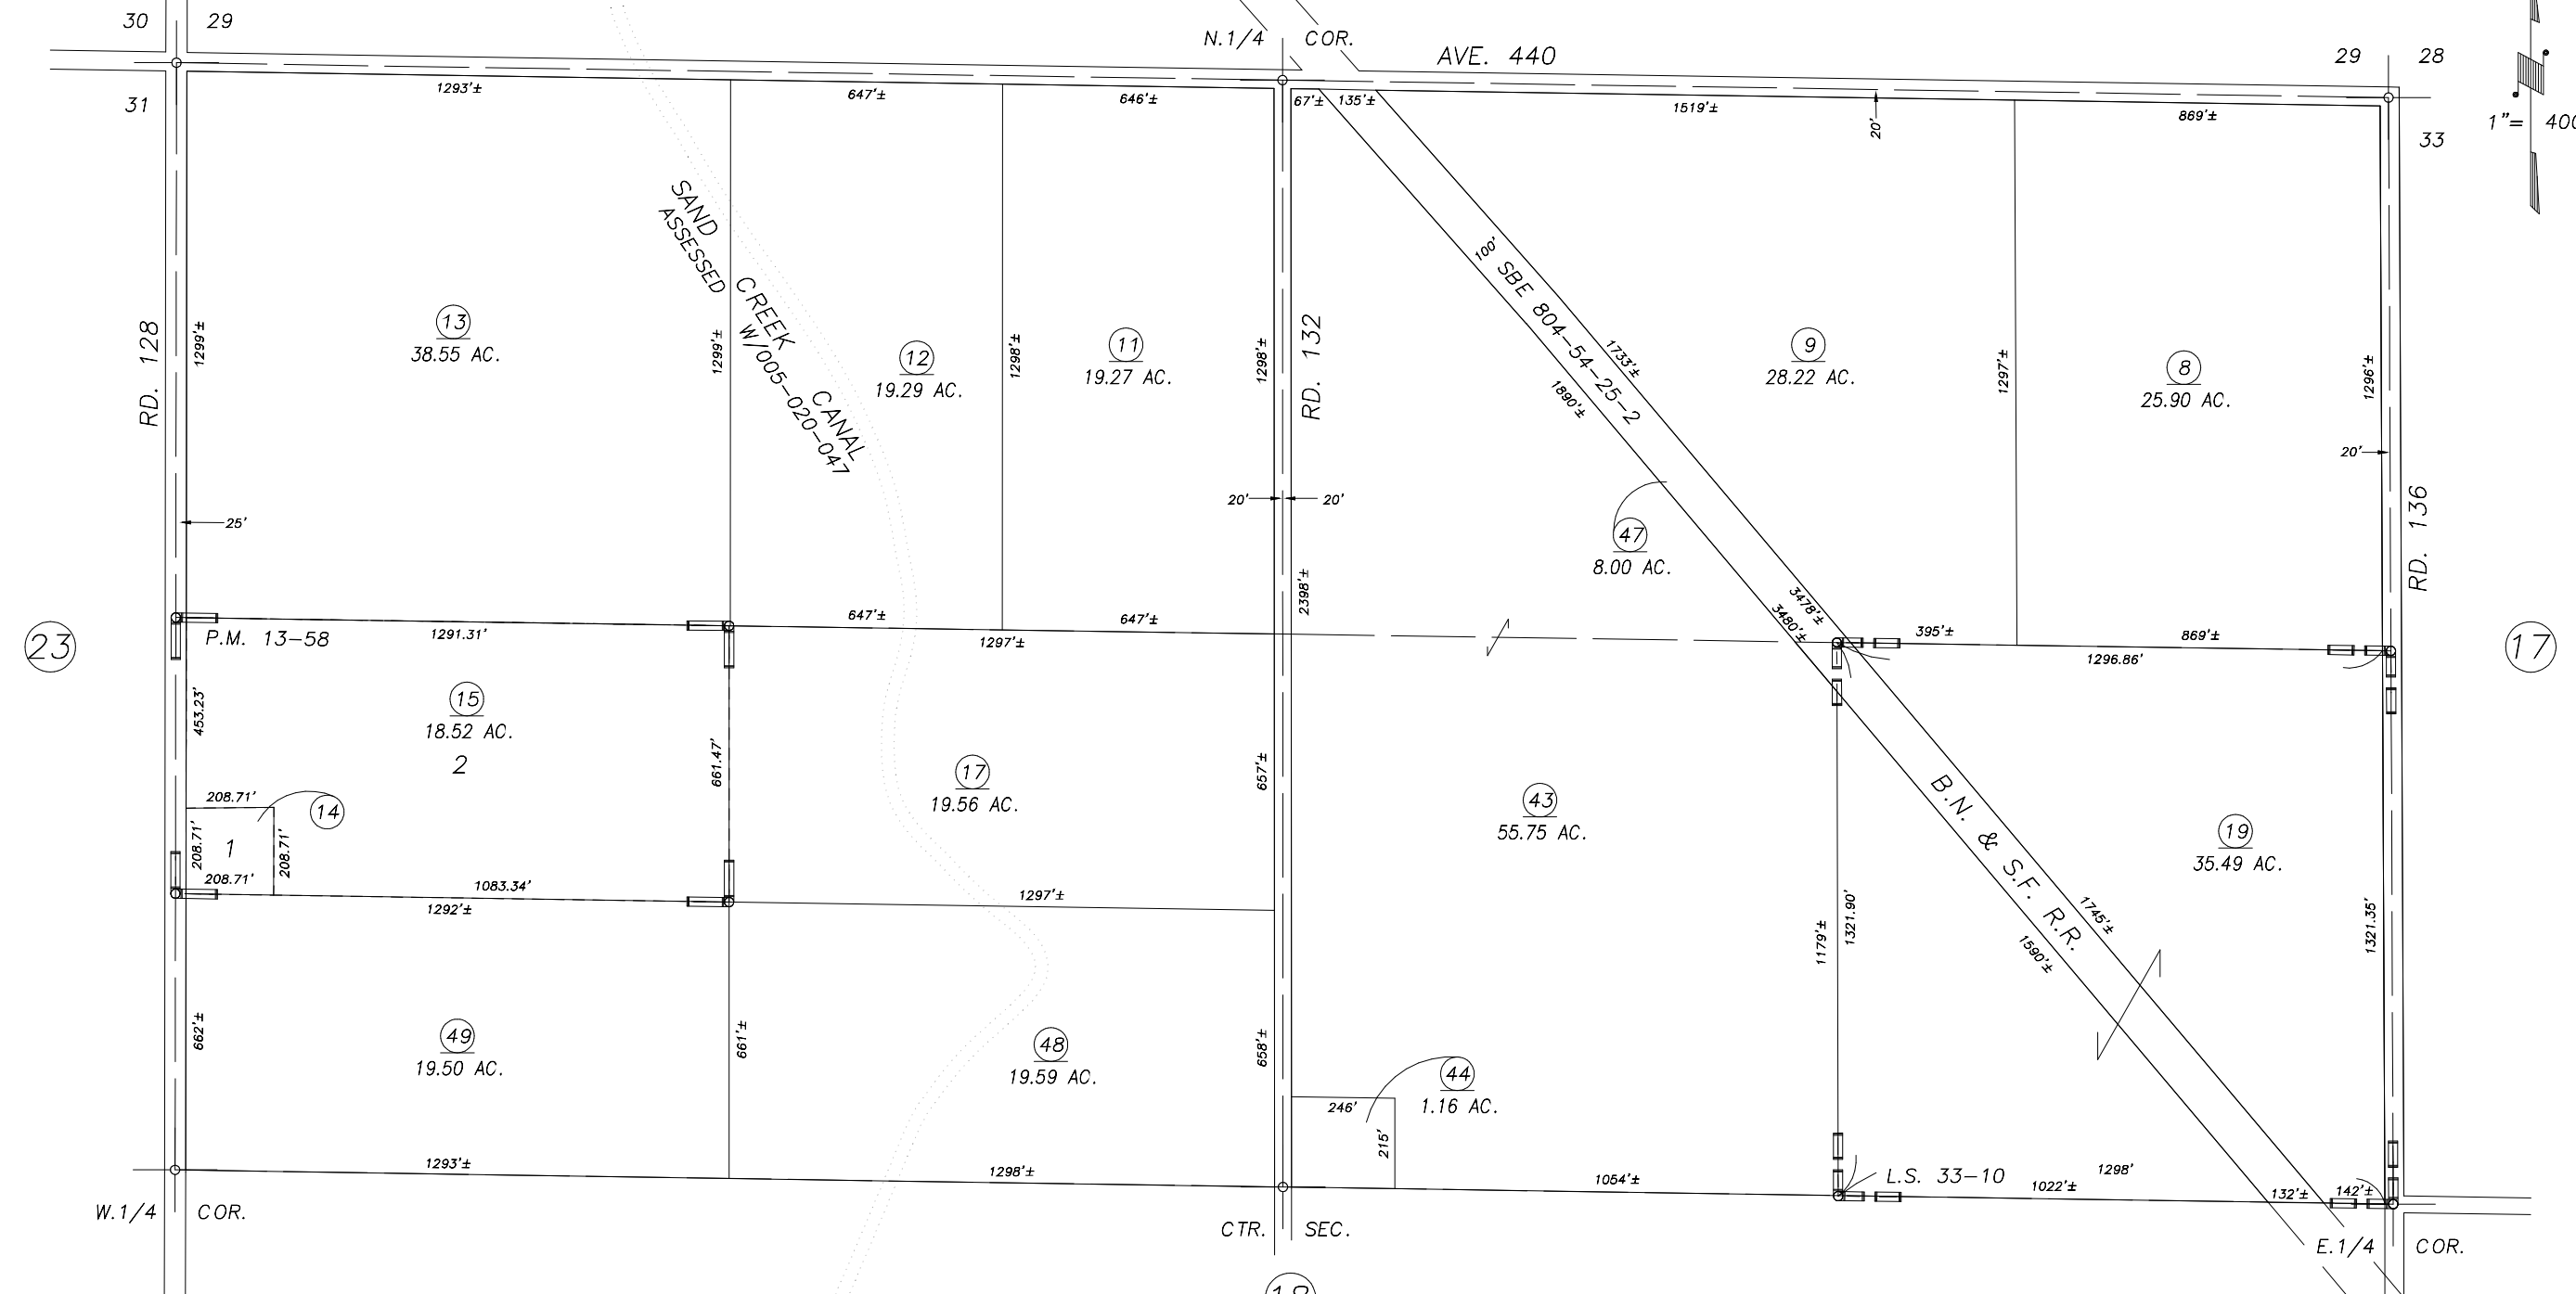 30 29
N.1/4 COR.
AVE. 440
29 28
31
1293'±
647'±
646'±
67'± 135'±
1519'±
20'
869'±
33
1"= 400
SAND CREEK CANAL
ASSESSED W/005-020-047
RD. 128
1299'±
13
38.55 AC.
1299'±
12
19.29 AC.
1298'±
11
19.27 AC.
1298'±
RD. 132
100' SBE 804-54-25-2
1733'±
1890'±
9
28.22 AC.
1297'±
8
25.90 AC.
1296'±
20'
RD. 136
25'
20' 20'
47
8.00 AC.
2398'±
3478'±
3480'±
23
P.M. 13-58
1291.31'
647'±
1297'±
647'±
395'±
869'±
1296.86'
17
453.23'
15
18.52 AC.
2
661.47'
17
19.56 AC.
657'±
43
55.75 AC.
B.N. & S.F. R.R.
19
35.49 AC.
208.71'
14
208.71'
1
208.71'
208.71'
1083.34'
1292'±
1297'±
1179'±
1321.90'
1590'±
1745'±
1321.35'
662'±
49
19.50 AC.
661'±
48
19.59 AC.
658'±
44
1.16 AC.
246'
215'
1293'±
1298'±
1054'±
L.S. 33-10
1298'
1022'±
132'±
142'±
W.1/4 COR.
CTR. SEC.
E.1/4 COR.